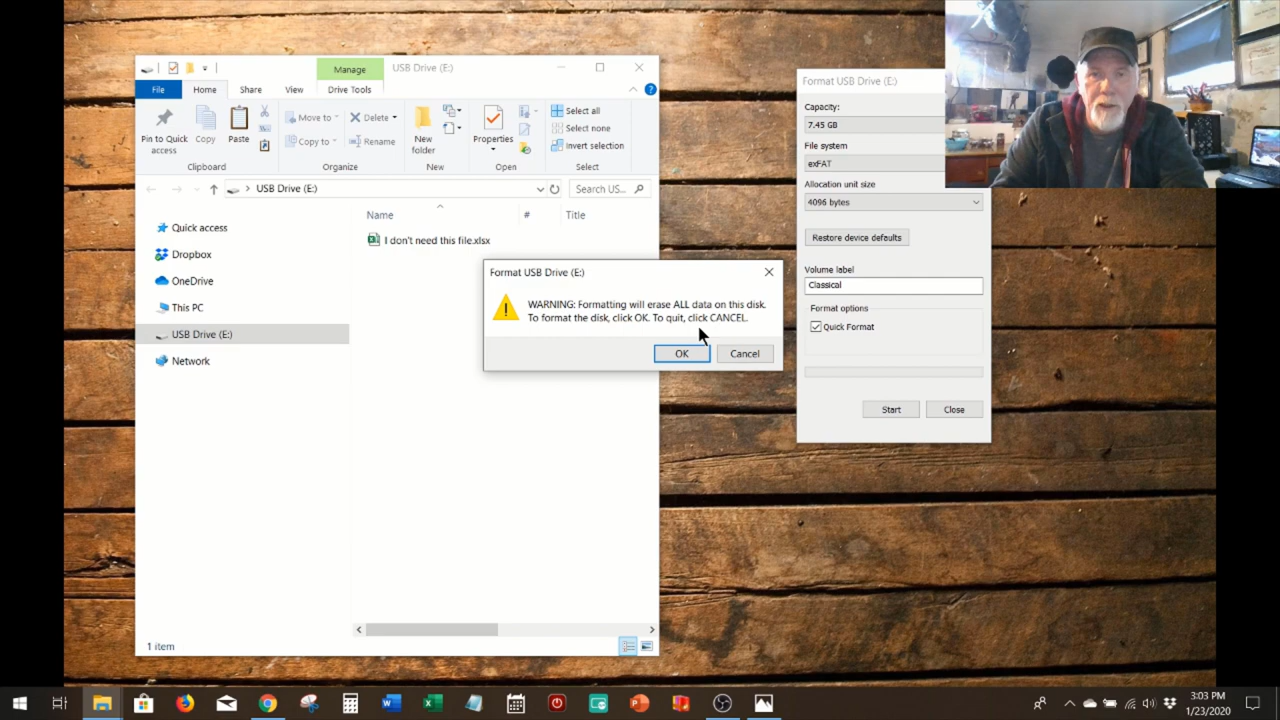 Manage
USB Drive (E:)
File
Home
Share
View
Drive Tools
Pin to Quick
access
Copy
Paste
Move to
Copy to
Delete
Rename
New
folder
Properties
Select all
Select none
Invert selection
Clipboard
Organize
New
Open
Select
USB Drive (E:)
Search US...
Name
#
Title
Quick access
Dropbox
OneDrive
This PC
USB Drive (E:)
Network
I don't need this file.xlsx
1 item
Format USB Drive (E:)
WARNING: Formatting will erase ALL data on this disk.
To format the disk, click OK. To quit, click CANCEL.
OK
Cancel
Format USB Drive (E:)
Capacity:
7.45 GB
File system
exFAT
Allocation unit size
4096 bytes
Restore device defaults
Volume label
Classical
Format options
Quick Format
Start
Close
3:03 PM
1/23/2020